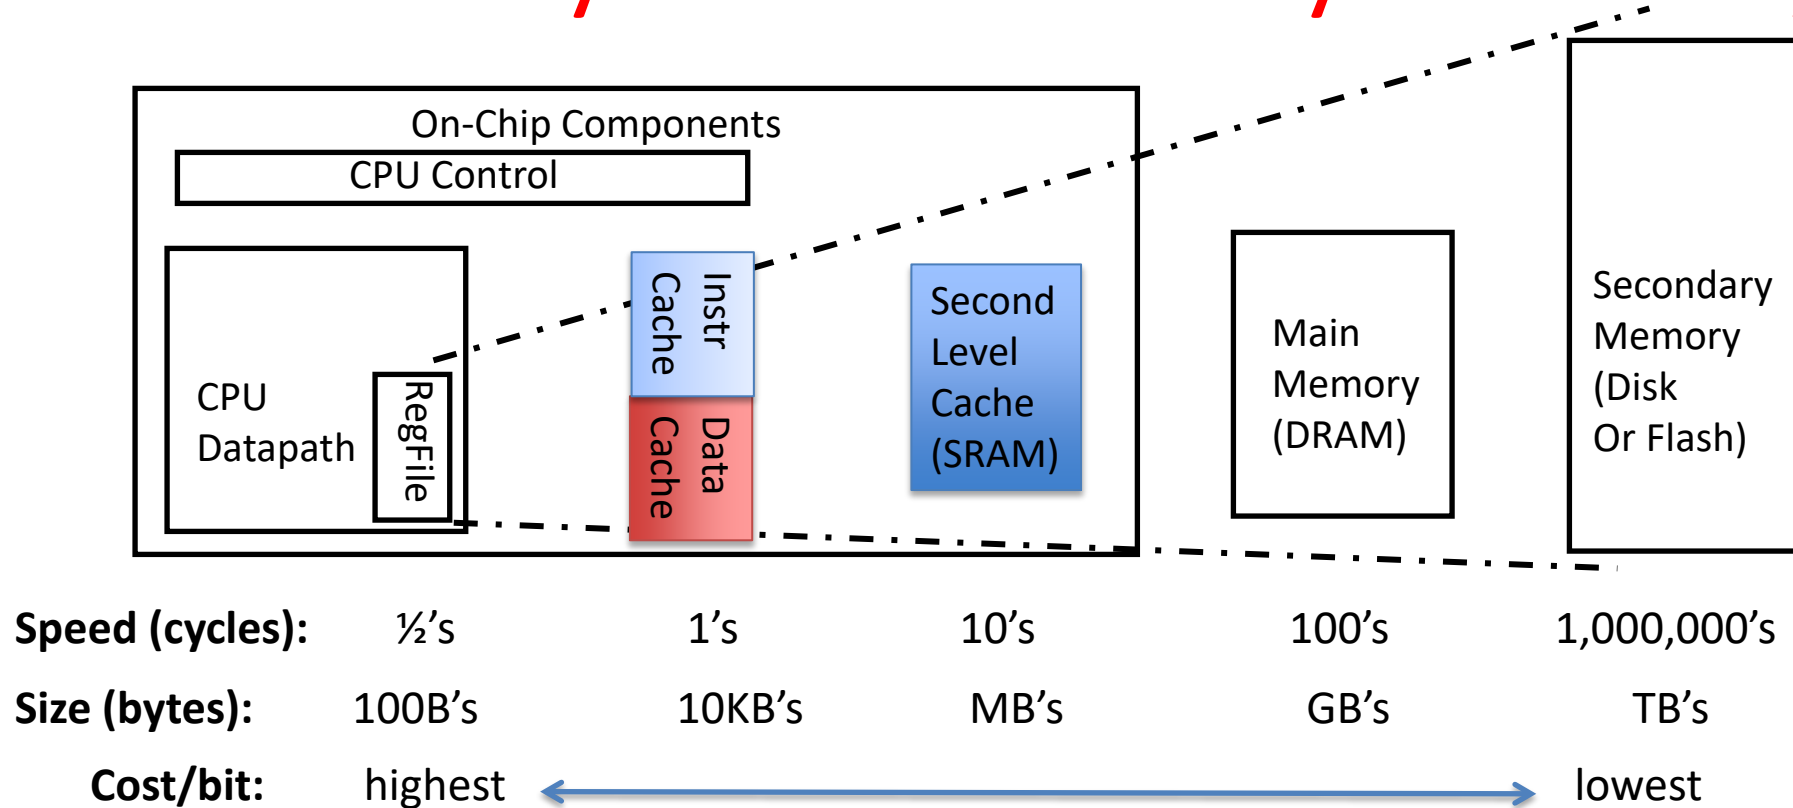 On-Chip Components
CPU Control
CPU
Datapath
RegFile
Instr
Cache
Data
Cache
Second
Level
Cache
(SRAM)
Main
Memory
(DRAM)
Secondary
Memory
(Disk
Or Flash)
Speed (cycles): ½’s 1’s 10’s 100’s 1,000,000’s
Size (bytes): 100B’s 10KB’s MB’s GB’s TB’s
Cost/bit: highest lowest